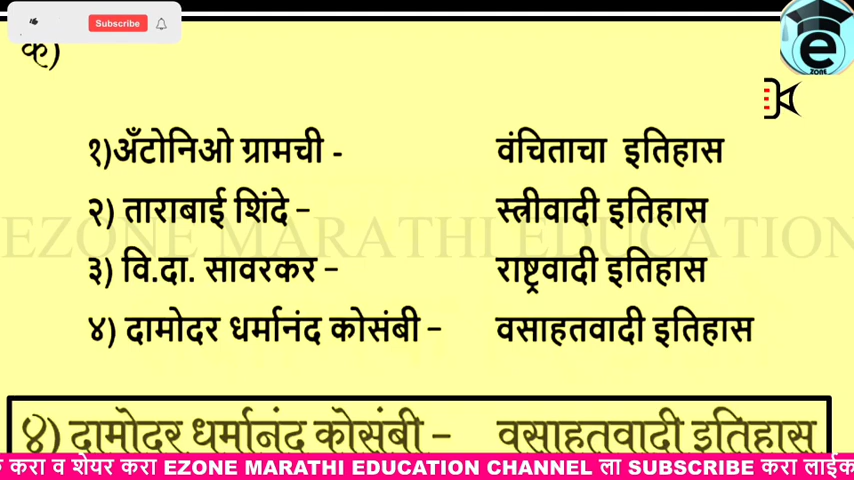 Subscribe
e
ZONE
क)
१)अँटोनिओ ग्रामची - वंचिताचा इतिहास
२) ताराबाई शिंदे – स्त्रीवादी इतिहास
EZONE MARATHI EDUCATION
३) वि.दा. सावरकर – राष्ट्रवादी इतिहास
४) दामोदर धर्मानंद कोसंबी – वसाहतवादी इतिहास
४) दामोदर धर्मानंद कोसंबी – वसाहतवादी इतिहास
करा व शेयर करा EZONE MARATHI EDUCATION CHANNEL ला SUBSCRIBE करा लाईक